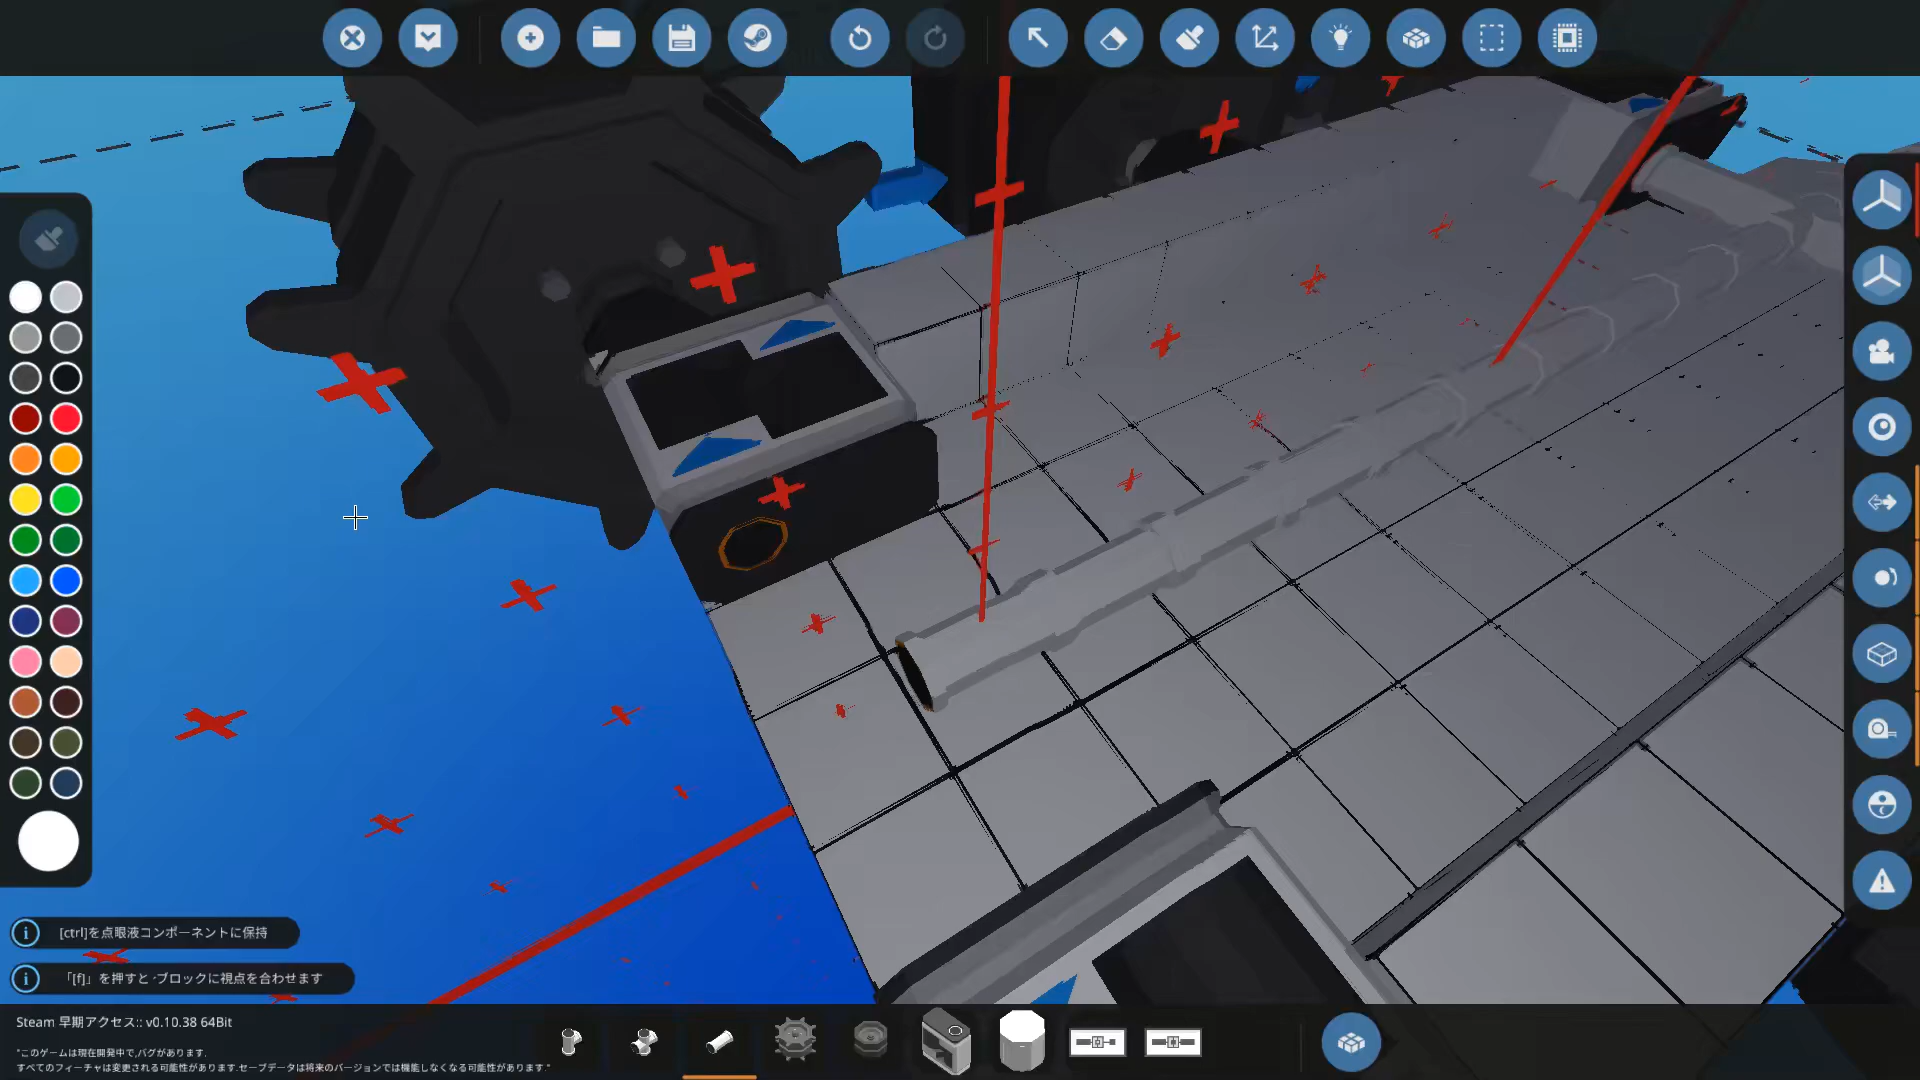 [ctrl]を点眼液コンポーネントに保持
「[f]」を押すと -ブロックに視点を合わせます
Steam 早期アクセス:: v0.10.38 64Bit
"このゲームは現在開発中で,バグがあります.
すべてのフィーチャは変更される可能性があります.セーブデータは将来のバージョンでは機能しなくなる可能性があります."